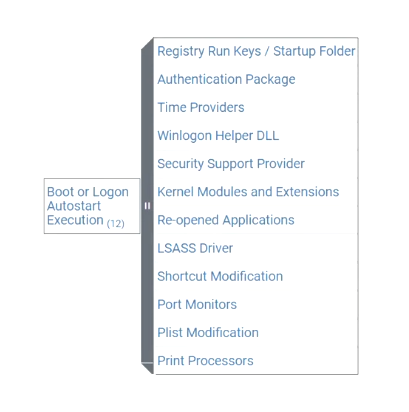 Boot or Logon
Autostart
Execution (12)
Registry Run Keys / Startup Folder
Authentication Package
Time Providers
Winlogon Helper DLL
Security Support Provider
Kernel Modules and Extensions
Re-opened Applications
LSASS Driver
Shortcut Modification
Port Monitors
Plist Modification
Print Processors